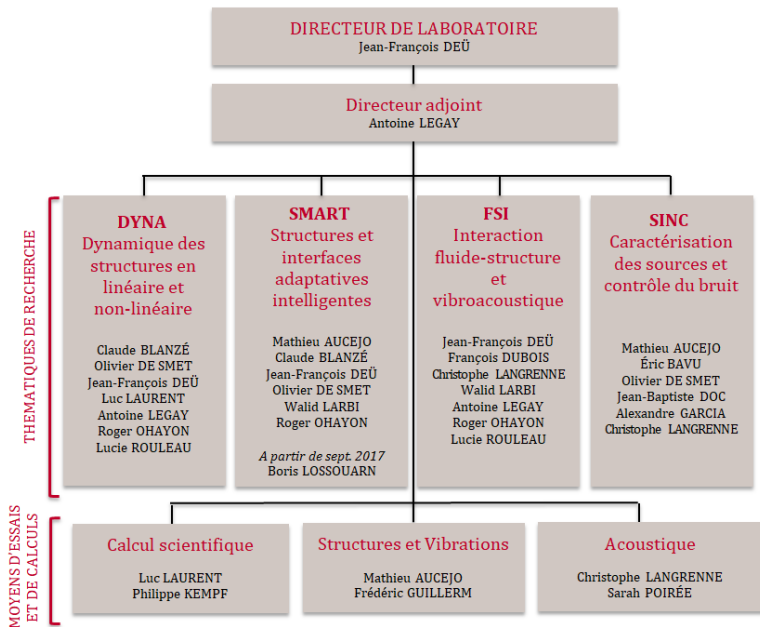 DIRECTEUR DE LABORATOIRE
Jean-François DEÜ
Directeur adjoint
Antoine LEGAY
THEMATIQUES DE RECHERCHE
DYNA
Dynamique des
structures en
linéaire et
non-linéaire
Claude BLANZÉ
Olivier DE SMET
Jean-François DEÜ
Luc LAURENT
Antoine LEGAY
Roger OHAYON
Lucie ROULEAU
SMART
Structures et
interfaces
adaptatives
intelligentes
Mathieu AUCEJO
Claude BLANZÉ
Jean-François DEÜ
Olivier DE SMET
Walid LARBI
Roger OHAYON
A partir de sept. 2017
Boris LOSSOUARN
FSI
Interaction
fluide-structure
et
vibroacoustique
Jean-François DEÜ
François DUBOIS
Christophe LANGRENNE
Walid LARBI
Antoine LEGAY
Roger OHAYON
Lucie ROULEAU
SINC
Caractérisation
des sources et
contrôle du bruit
Mathieu AUCEJO
Éric BAVU
Olivier DE SMET
Jean-Baptiste DOC
Alexandre GARCIA
Christophe LANGRENNE
MOYENS D'ESSAIS
ET DE CALCULS
Calcul scientifique
Luc LAURENT
Philippe KEMPF
Structures et Vibrations
Mathieu AUCEJO
Frédéric GUILLERM
Acoustique
Christophe LANGRENNE
Sarah POIRÉE